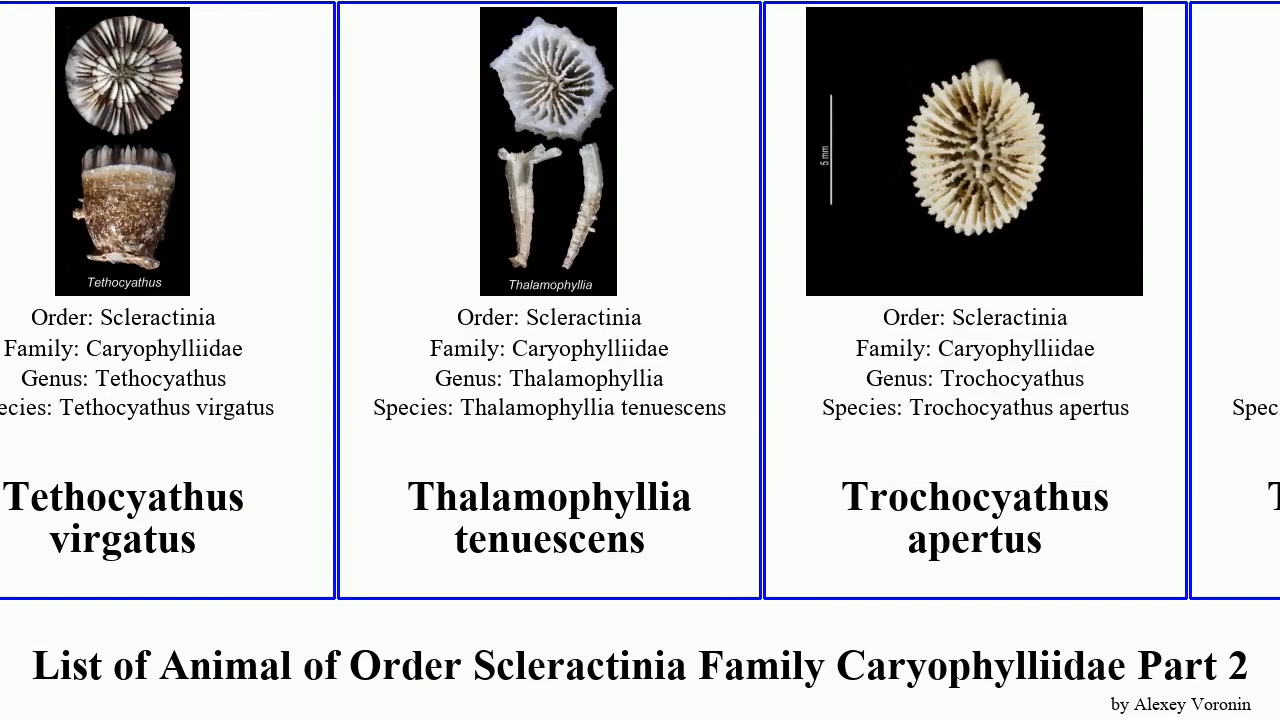 Tethocyathus
Order: Scleractinia
Family: Caryophylliidae
Genus: Tethocyathus
ecies: Tethocyathus virgatus
Tethocyathus
virgatus
Thalamophyllia
Order: Scleractinia
Family: Caryophylliidae
Genus: Thalamophyllia
Species: Thalamophyllia tenuescens
Thalamophyllia
tenuescens
5 mm
Order: Scleractinia
Family: Caryophylliidae
Genus: Trochocyathus
Species: Trochocyathus apertus
Trochocyathus
apertus
Spec
T
List of Animal of Order Scleractinia Family Caryophylliidae Part 2
by Alexey Voronin